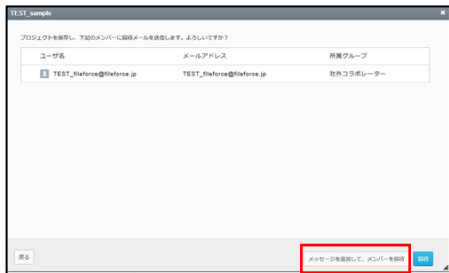 TEST_sample
プロジェクトを保存し、下記のメンバーに招待メールを送信します。よろしいですか？
ユーザ名 メールアドレス 所属グループ
TEST_fileforce@fileforce.jp TEST_fileforce@fileforce.jp 社外コラボレーター
戻る メッセージを追加して、メンバーを招待 招待